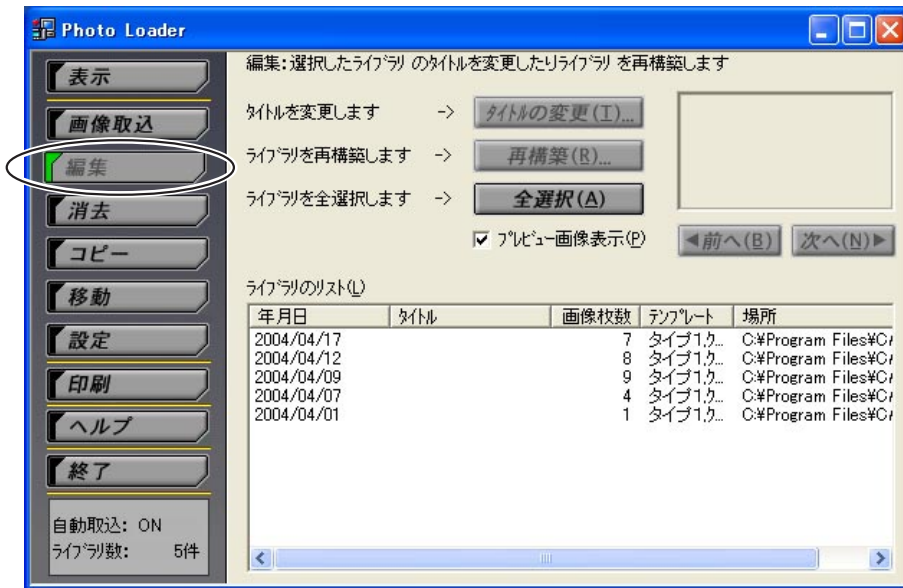 Photo Loader
表示
画像取込
編集
消去
コピー
移動
設定
印刷
ヘルプ
終了
自動取込: ON
ﾗｲﾌﾞﾗﾘ数: 5件
編集:選択したﾗｲﾌﾞﾗﾘ のﾀｲﾄﾙを変更したりﾗｲﾌﾞﾗﾘ を再構築します
ﾀｲﾄﾙを変更します -> ﾀｲﾄﾙの変更(T)...
ﾗｲﾌﾞﾗﾘを再構築します -> 再構築(R)...
ﾗｲﾌﾞﾗﾘを全選択します -> 全選択(A)
ﾌﾟﾚﾋﾞｭｰ画像表示(P)
◀前へ(B) 次へ(N)▶
ﾗｲﾌﾞﾗﾘのﾘｽﾄ(L)
年月日 ﾀｲﾄﾙ 画像枚数 ﾃﾝﾌﾟﾚｰﾄ 場所
2004/04/17 7 タイプ1,ｸ... C:¥Program Files¥C
2004/04/12 8 タイプ1,ｸ... C:¥Program Files¥C
2004/04/09 9 タイプ1,ｸ... C:¥Program Files¥C
2004/04/07 4 タイプ1,ｸ... C:¥Program Files¥C
2004/04/01 1 タイプ1,ｸ... C:¥Program Files¥C